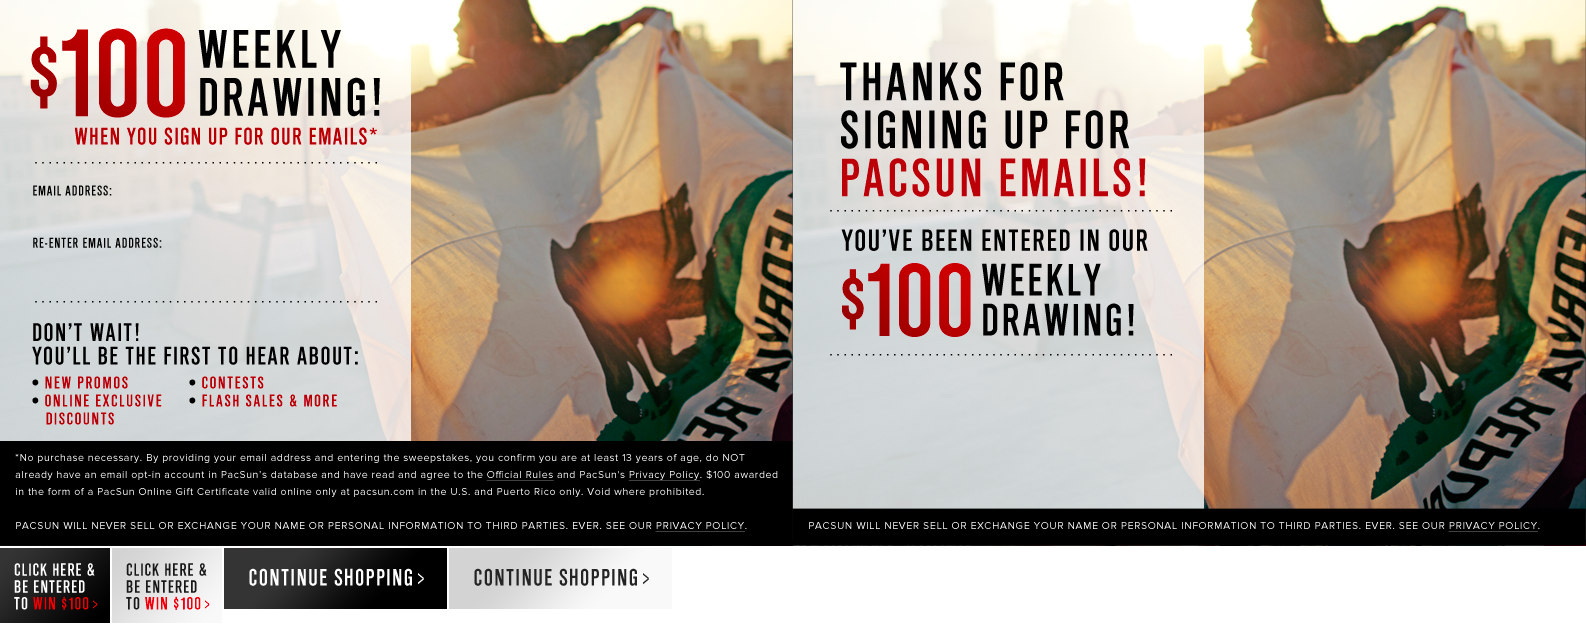 $100 WEEKLY
DRAWING!
WHEN YOU SIGN UP FOR OUR EMAILS*
EMAIL ADDRESS:
RE-ENTER EMAIL ADDRESS:
DON'T WAIT!
YOU'LL BE THE FIRST TO HEAR ABOUT:
• NEW PROMOS
• ONLINE EXCLUSIVE
DISCOUNTS
• CONTESTS
• FLASH SALES & MORE
*No purchase necessary. By providing your email address and entering the sweepstakes, you confirm you are at least 13 years of age, do NOT
already have an email opt-in account in PacSun's database and have read and agree to the Official Rules and PacSun's Privacy Policy. $100 awarded
in the form of a PacSun Online Gift Certificate valid online only at pacsun.com in the U.S. and Puerto Rico only. Void where prohibited.
PACSUN WILL NEVER SELL OR EXCHANGE YOUR NAME OR PERSONAL INFORMATION TO THIRD PARTIES. EVER. SEE OUR PRIVACY POLICY.
THANKS FOR
SIGNING UP FOR
PACSUN EMAILS!
YOU'VE BEEN ENTERED IN OUR
$100 WEEKLY
DRAWING!
PACSUN WILL NEVER SELL OR EXCHANGE YOUR NAME OR PERSONAL INFORMATION TO THIRD PARTIES. EVER. SEE OUR PRIVACY POLICY.
CLICK HERE &
BE ENTERED
TO WIN $100 >
CLICK HERE &
BE ENTERED
TO WIN $100 >
CONTINUE SHOPPING >
CONTINUE SHOPPING >